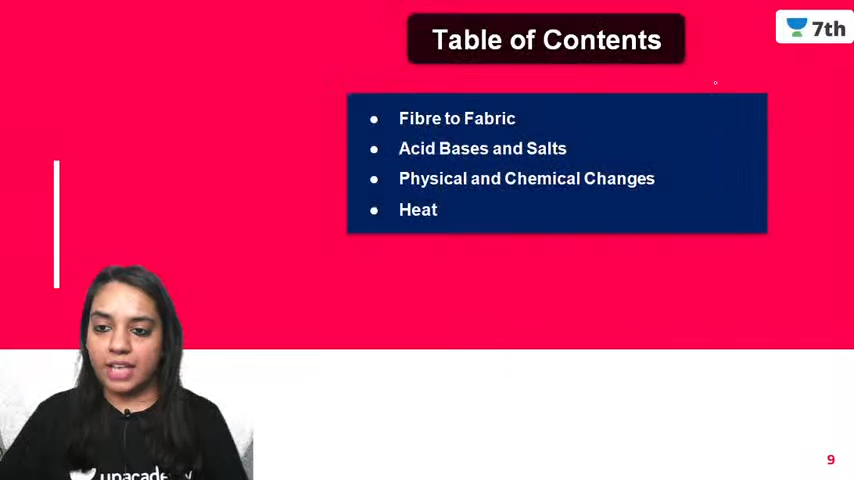 Table of Contents
7th
Fibre to Fabric
Acid Bases and Salts
Physical and Chemical Changes
Heat
9